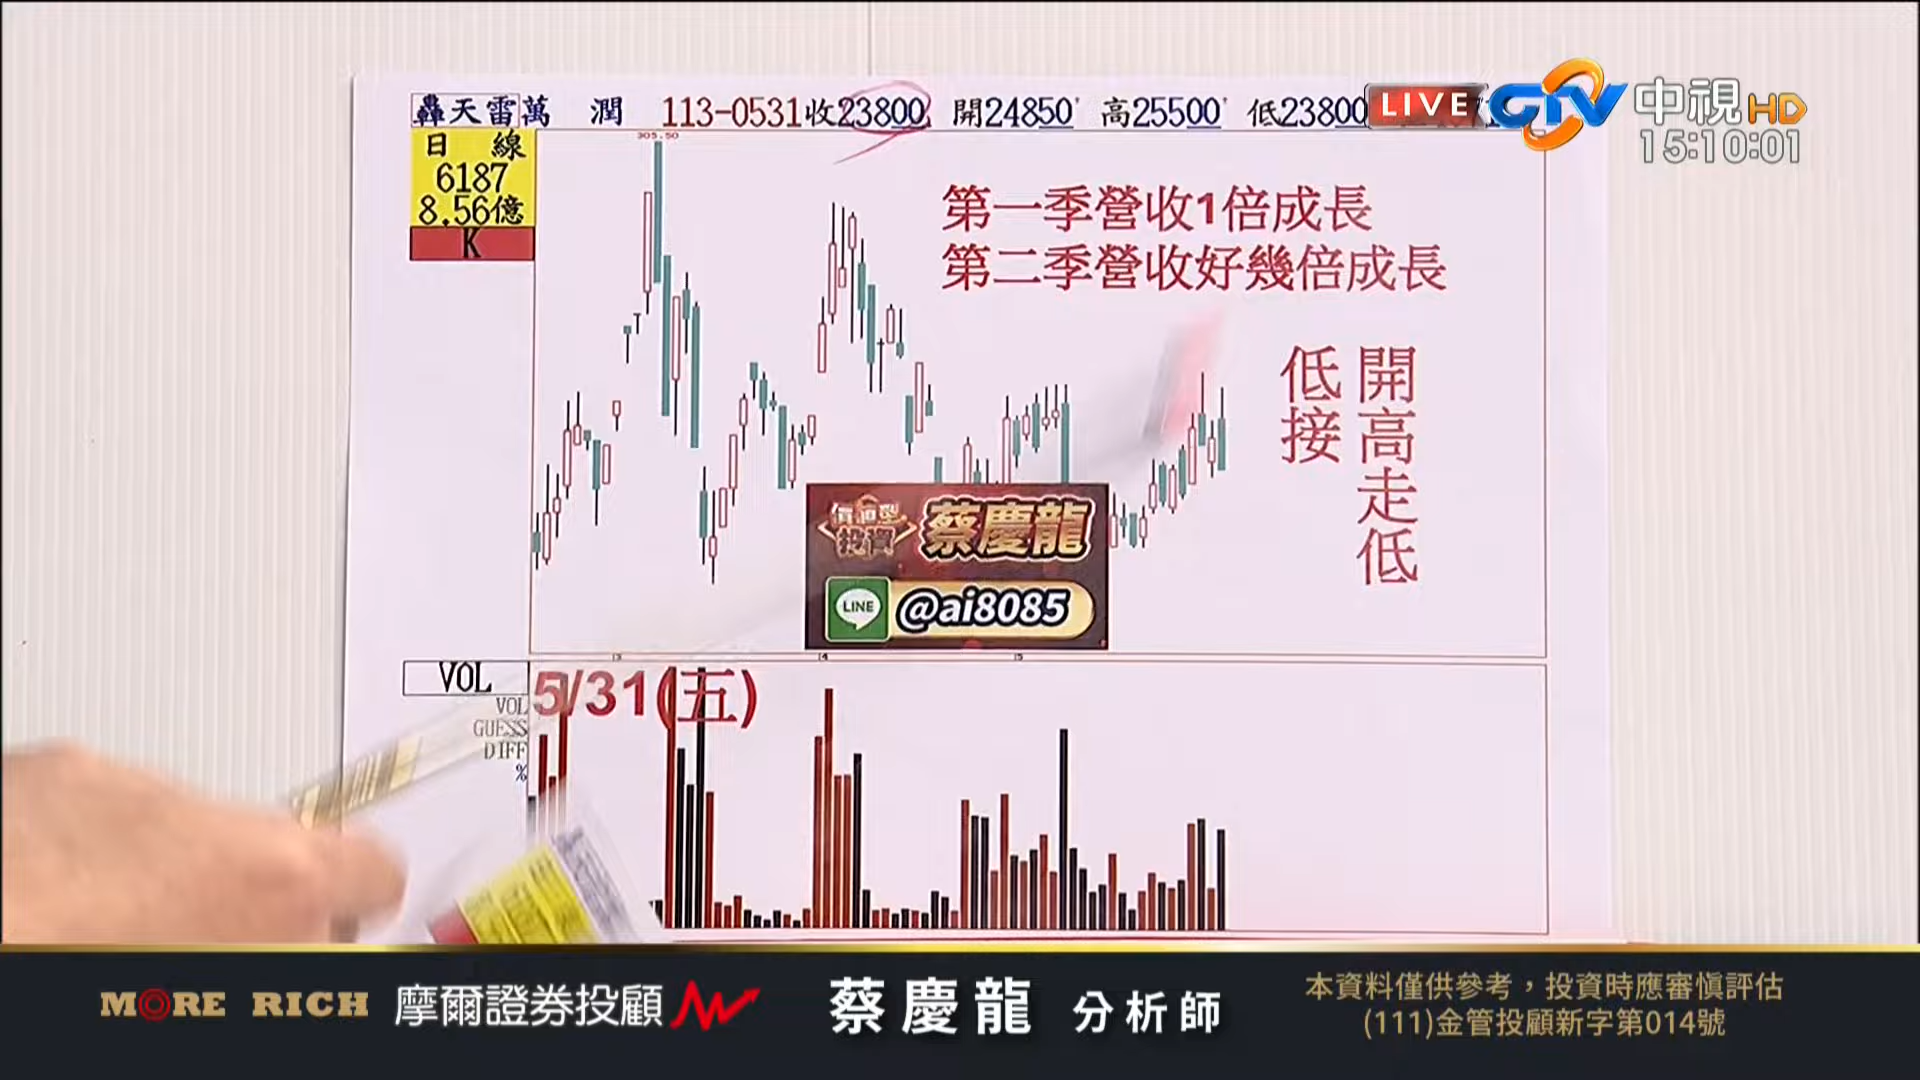 轟天雷萬 潤 113-0531收23800 開24850 高25500 低23800
LIVE CTV 中視HD
15:10:01
日 線
6187
8.56億
K
305.50
第一季營收1倍成長
第二季營收好幾倍成長
開高走低
低接
價值型
投資
蔡慶龍
LINE @ai8085
VOL
5/31(五)
VOL
GUESS
DIFF
%
MORE RICH 摩爾證券投顧 蔡慶龍 分析師
本資料僅供參考,投資時應審慎評估
(111)金管投顧新字第014號